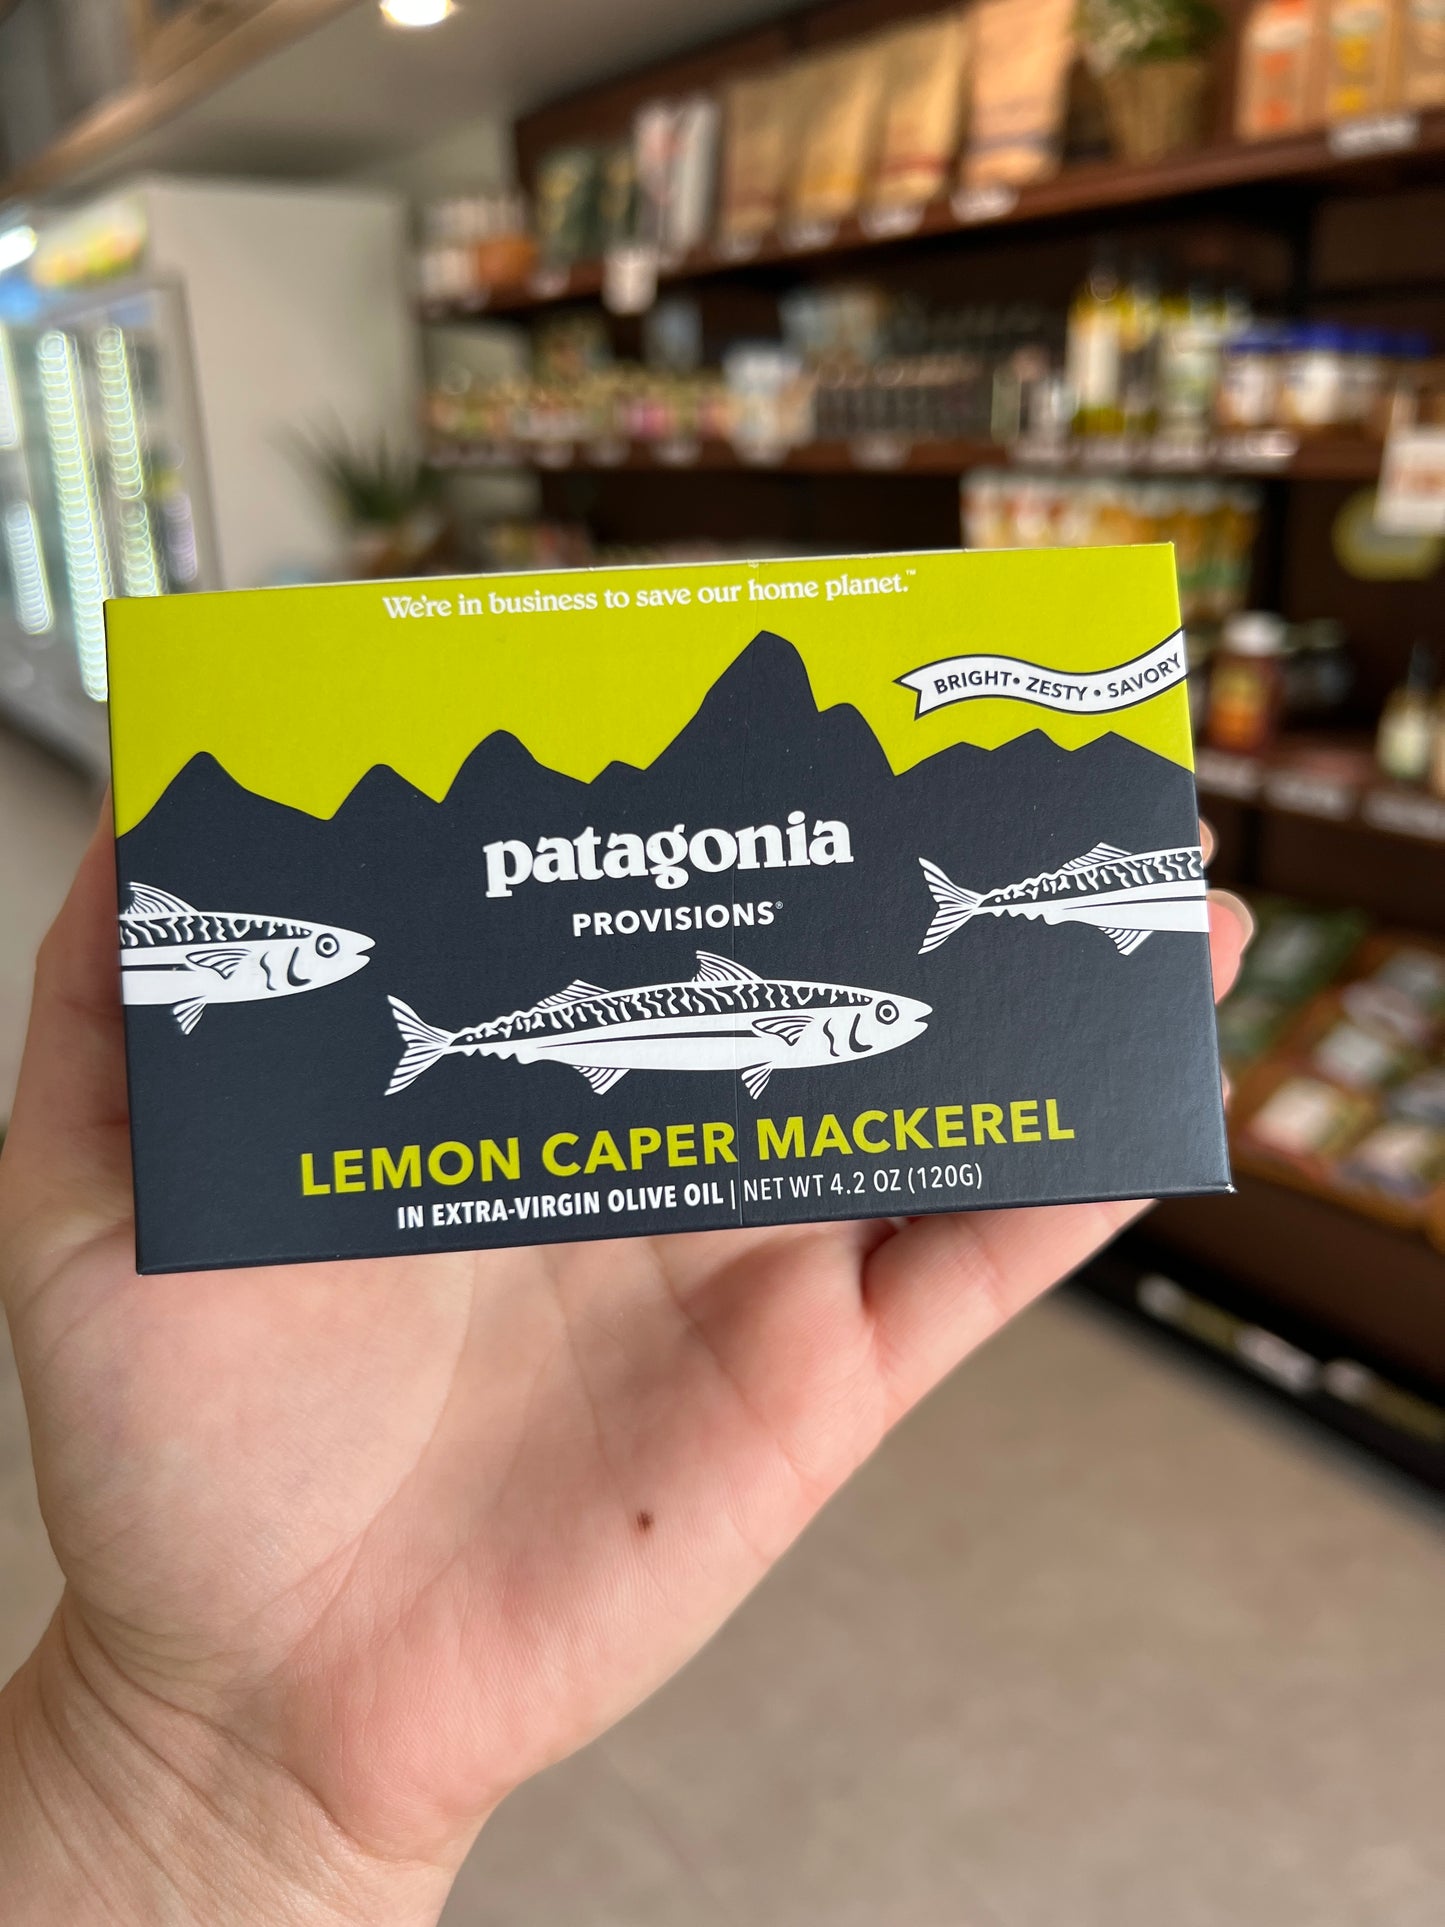 We're in business to save our home planet.™
BRIGHT • ZESTY • SAVORY
patagonia
PROVISIONS®
LEMON CAPER MACKEREL
IN EXTRA-VIRGIN OLIVE OIL | NET WT 4.2 OZ (120G)